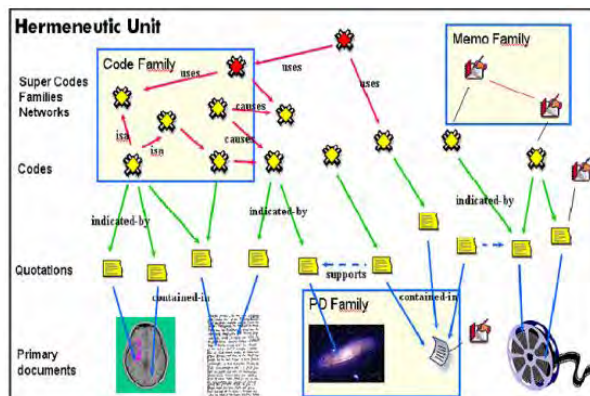 Hermeneutic Unit
Code Family
Memo Family
uses
uses
Super Codes
Families
Networks
uses
causes
isa
isa
causes
Codes
indicated-by
indicated-by
indicated-by
Quotations
supports
contained-in
PD Family
contained-in
Primary
documents